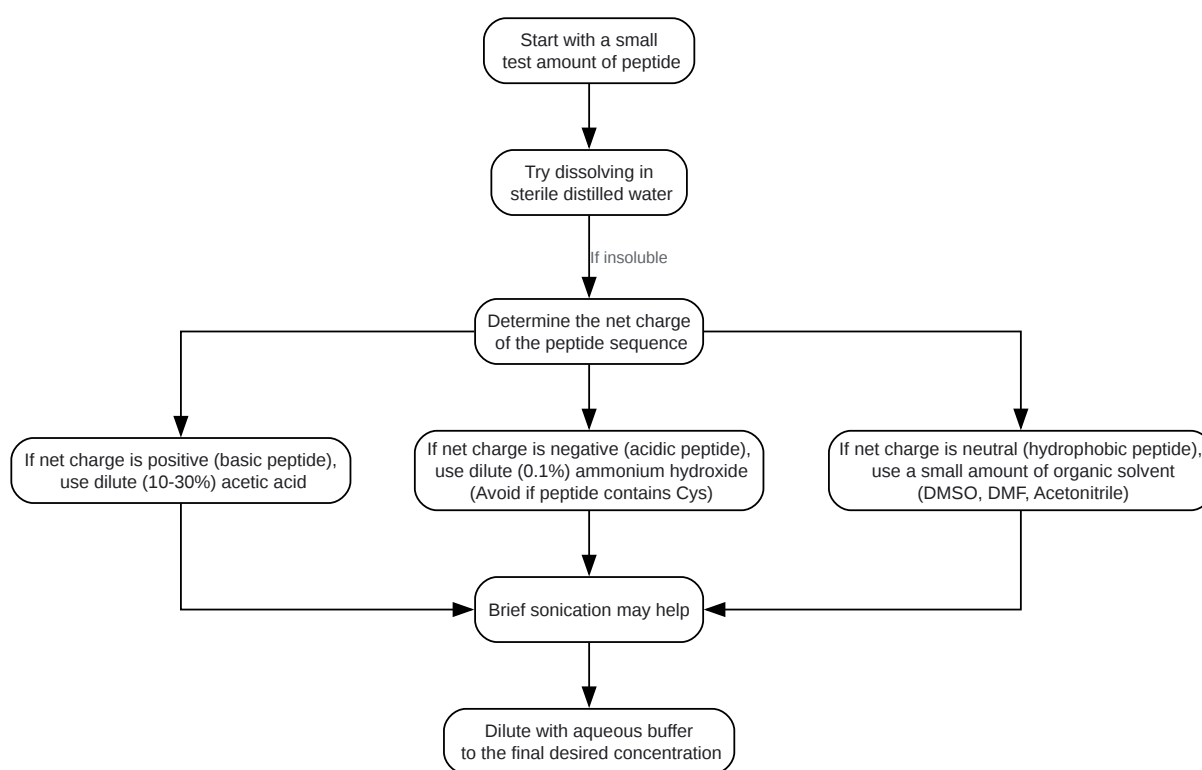 Start with a small
test amount of peptide
Try dissolving in
sterile distilled water
If insoluble
Determine the net charge
of the peptide sequence
If net charge is positive (basic peptide),
use dilute (10-30%) acetic acid
If net charge is negative (acidic peptide),
use dilute (0.1%) ammonium hydroxide
(Avoid if peptide contains Cys)
If net charge is neutral (hydrophobic peptide),
use a small amount of organic solvent
(DMSO, DMF, Acetonitrile)
Brief sonication may help
Dilute with aqueous buffer
to the final desired concentration